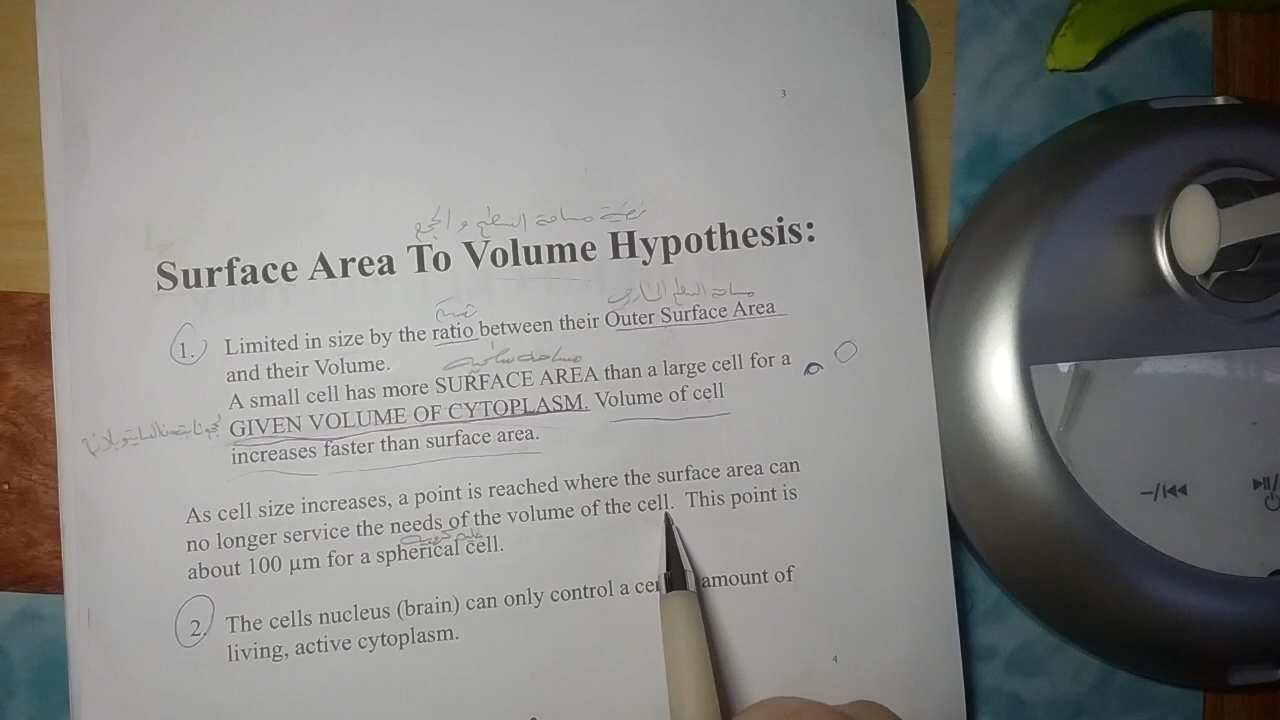 3
مساحة السطح و الحجم
Surface Area To Volume Hypothesis:
مساحة السطح
1. Limited in size by the ratio between their Outer Surface Area
and their Volume.
A small cell has more SURFACE AREA than a large cell for a
GIVEN VOLUME OF CYTOPLASM. Volume of cell
increases faster than surface area.
As cell size increases, a point is reached where the surface area can
no longer service the needs of the volume of the cell. This point is
about 100 µm for a spherical cell.
2. The cells nucleus (brain) can only control a amount of
living, active cytoplasm.
4
−/⏮
⏯/